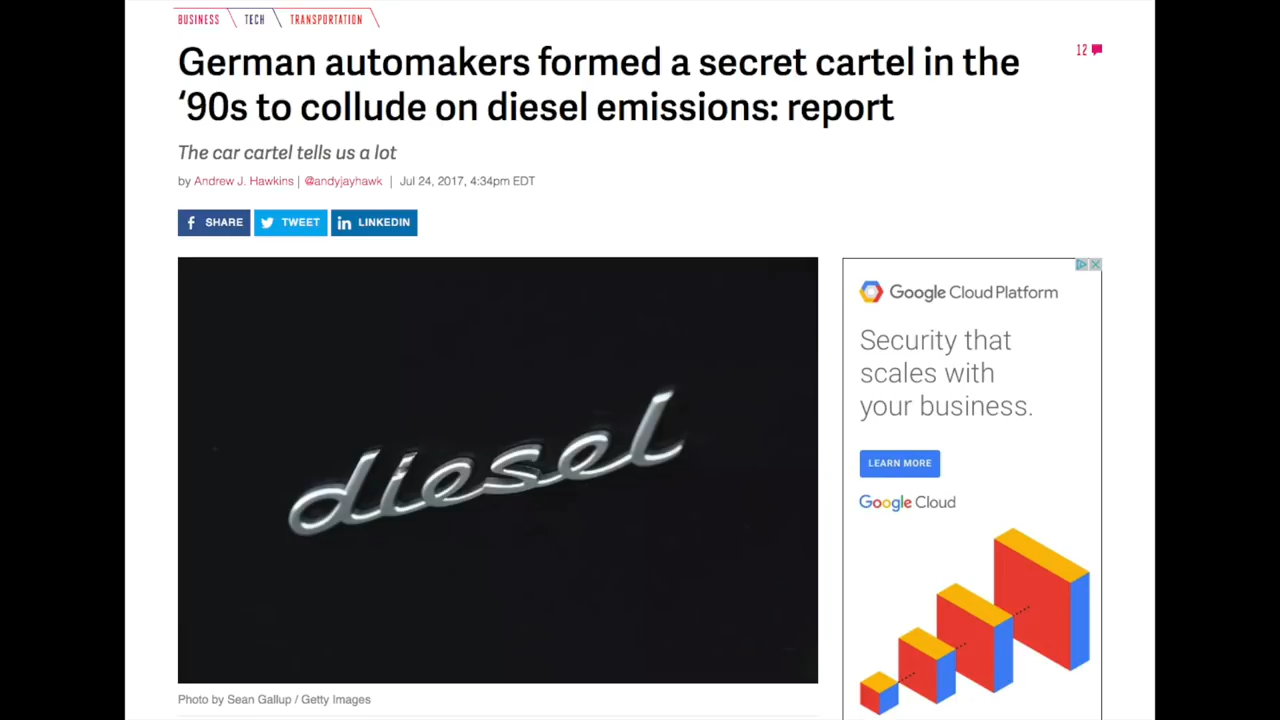 BUSINESS TECH TRANSPORTATION
German automakers formed a secret cartel in the
‘90s to collude on diesel emissions: report
12
The car cartel tells us a lot
by Andrew J. Hawkins | @andyjayhawk | Jul 24, 2017, 4:34pm EDT
SHARE TWEET LINKEDIN
diesel
Photo by Sean Gallup / Getty Images
Google Cloud Platform
Security that
scales with
your business.
LEARN MORE
Google Cloud